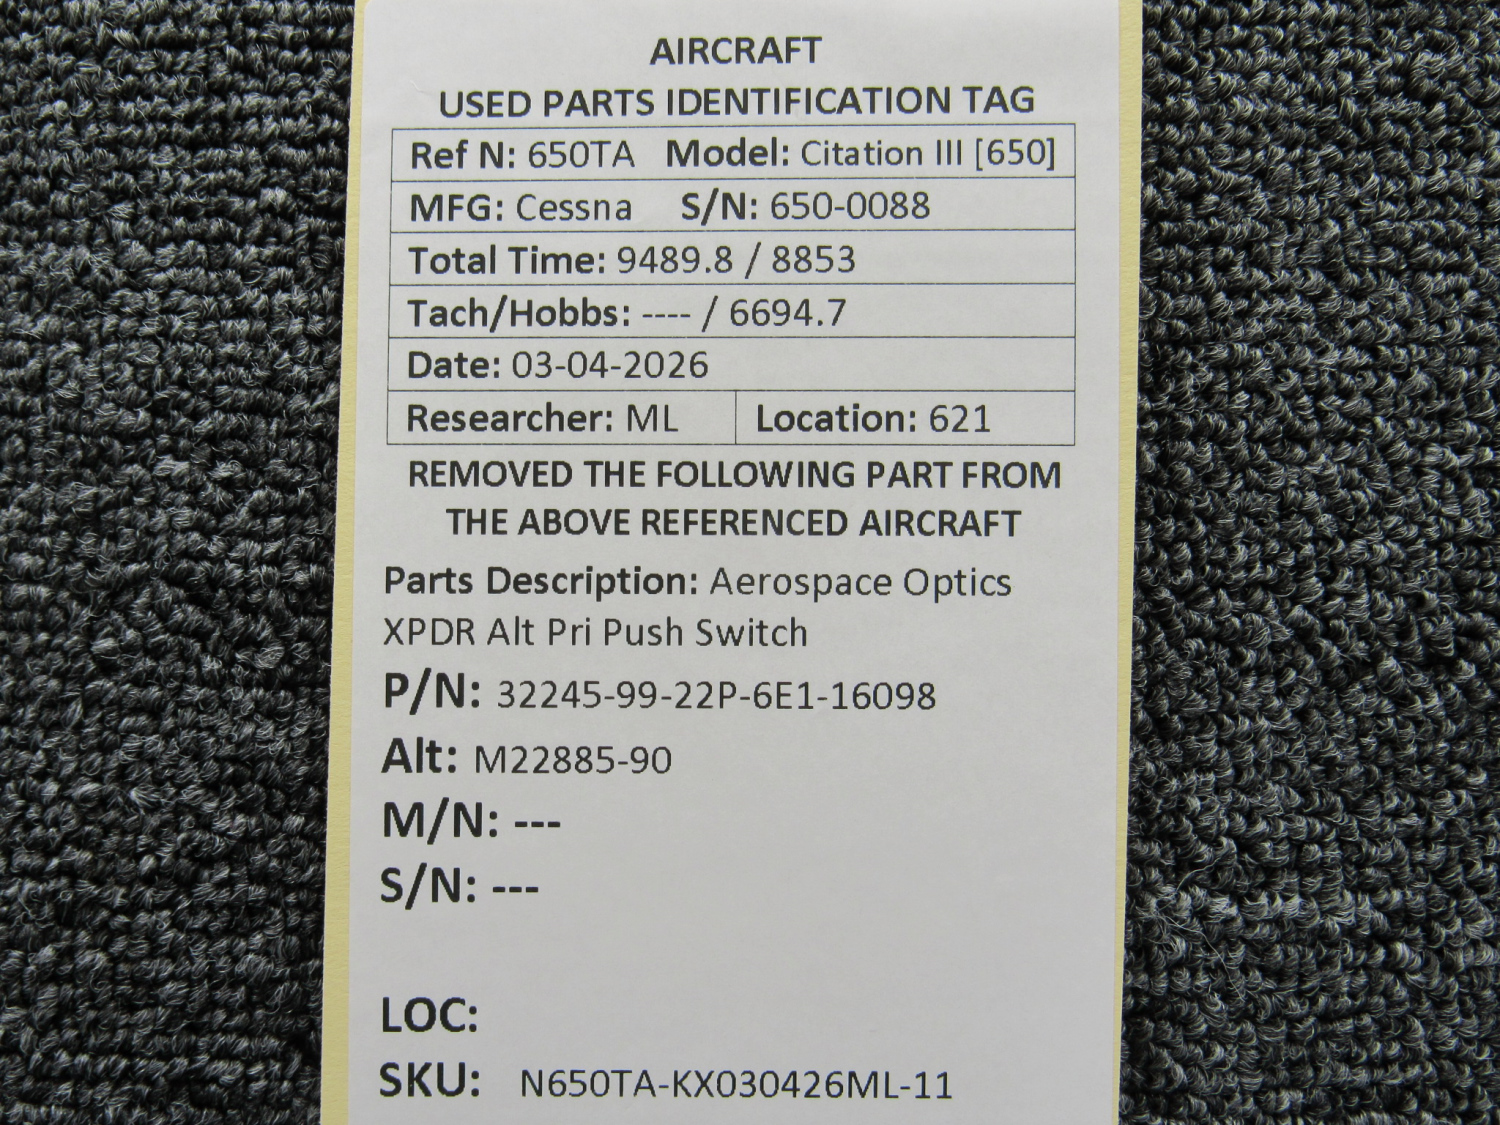 AIRCRAFT
USED PARTS IDENTIFICATION TAG
Ref N: 650TA Model: Citation III [650]
MFG: Cessna S/N: 650-0088
Total Time: 9489.8 / 8853
Tach/Hobbs: ---- / 6694.7
Date: 03-04-2026
Researcher: ML Location: 621
REMOVED THE FOLLOWING PART FROM
THE ABOVE REFERENCED AIRCRAFT
Parts Description: Aerospace Optics
XPDR Alt Pri Push Switch
P/N: 32245-99-22P-6E1-16098
Alt: M22885-90
M/N: ---
S/N: ---
LOC:
SKU: N650TA-KX030426ML-11